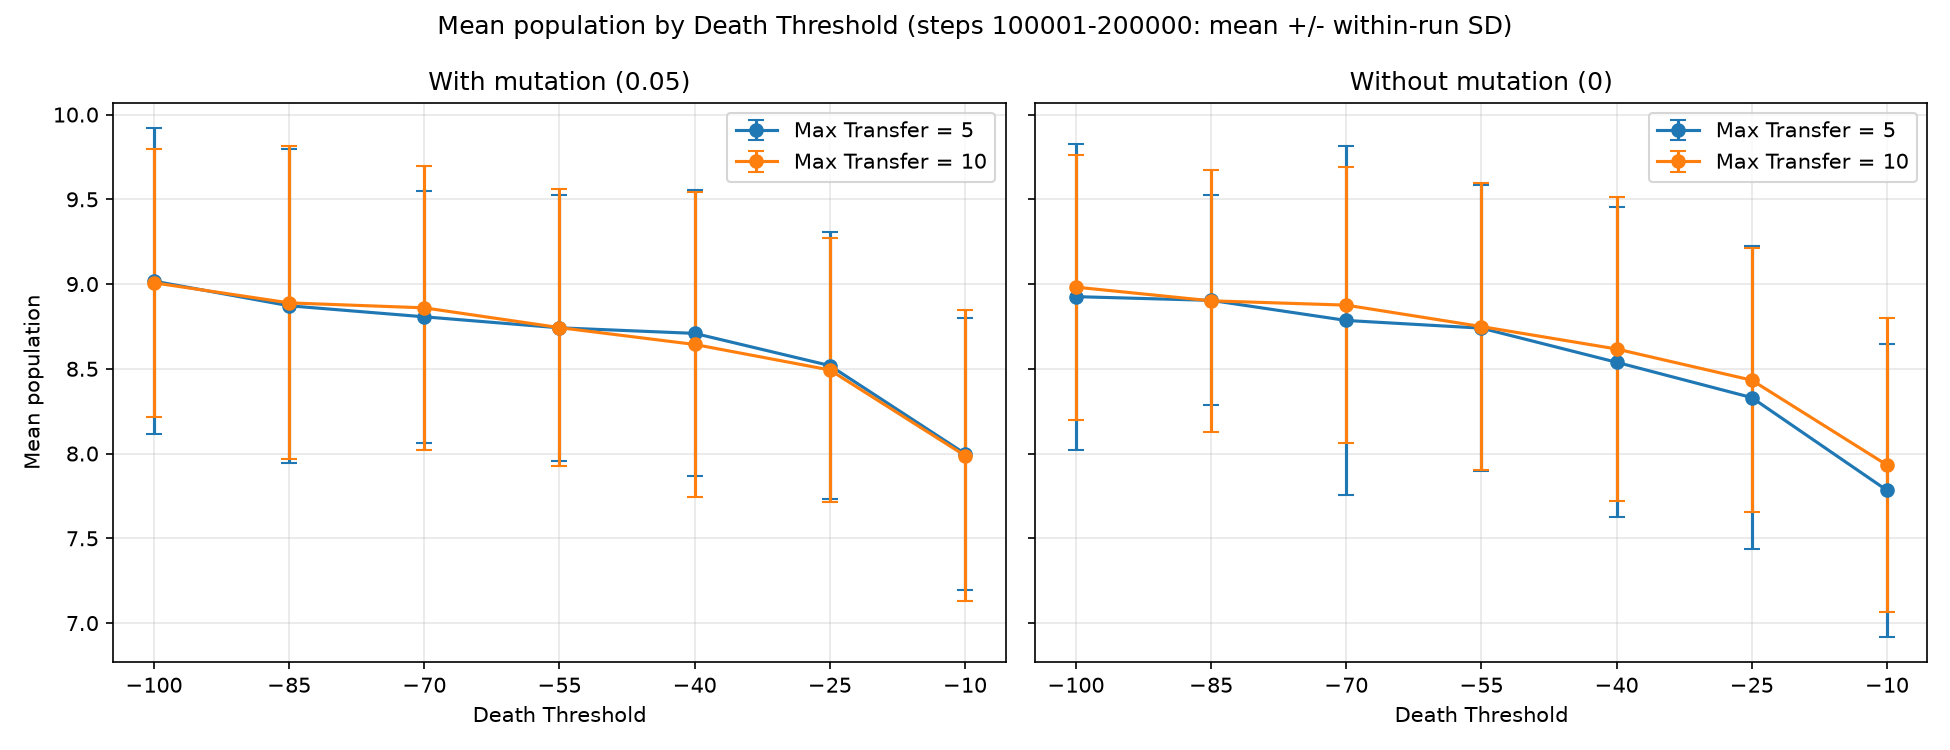 Mean population by Death Threshold (steps 100001-200000: mean +/- within-run SD)
With mutation (0.05)
Max Transfer = 5
Max Transfer = 10
10.0
9.5
9.0
8.5
8.0
7.5
7.0
Mean population
−100 −85 −70 −55 −40 −25 −10
Death Threshold
Without mutation (0)
Max Transfer = 5
Max Transfer = 10
−100 −85 −70 −55 −40 −25 −10
Death Threshold